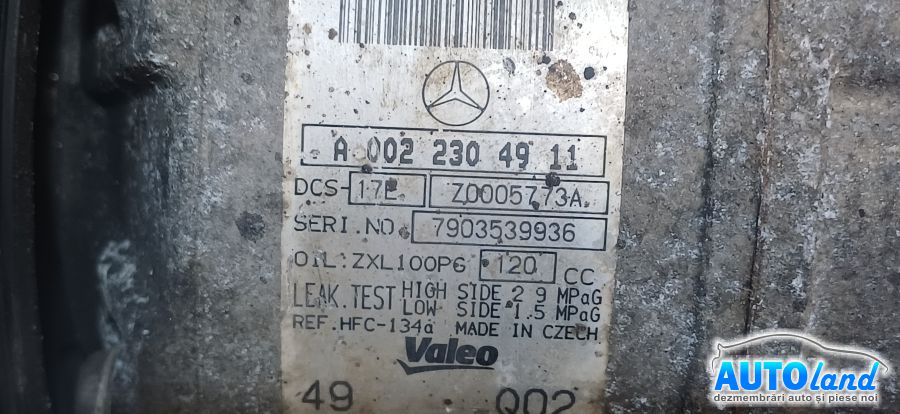 A 002 230 49 11
DCS-17E Z0005773A
SERI.NO. 7903539936
OIL:ZXL100PG 120 CC
LEAK.TEST HIGH SIDE 2.9 MPaG
LOW SIDE 1.5 MPaG
REF.HFC-134a MADE IN CZECH
Valeo
49 Q02
AUTOland
dezmembrări auto și piese noi